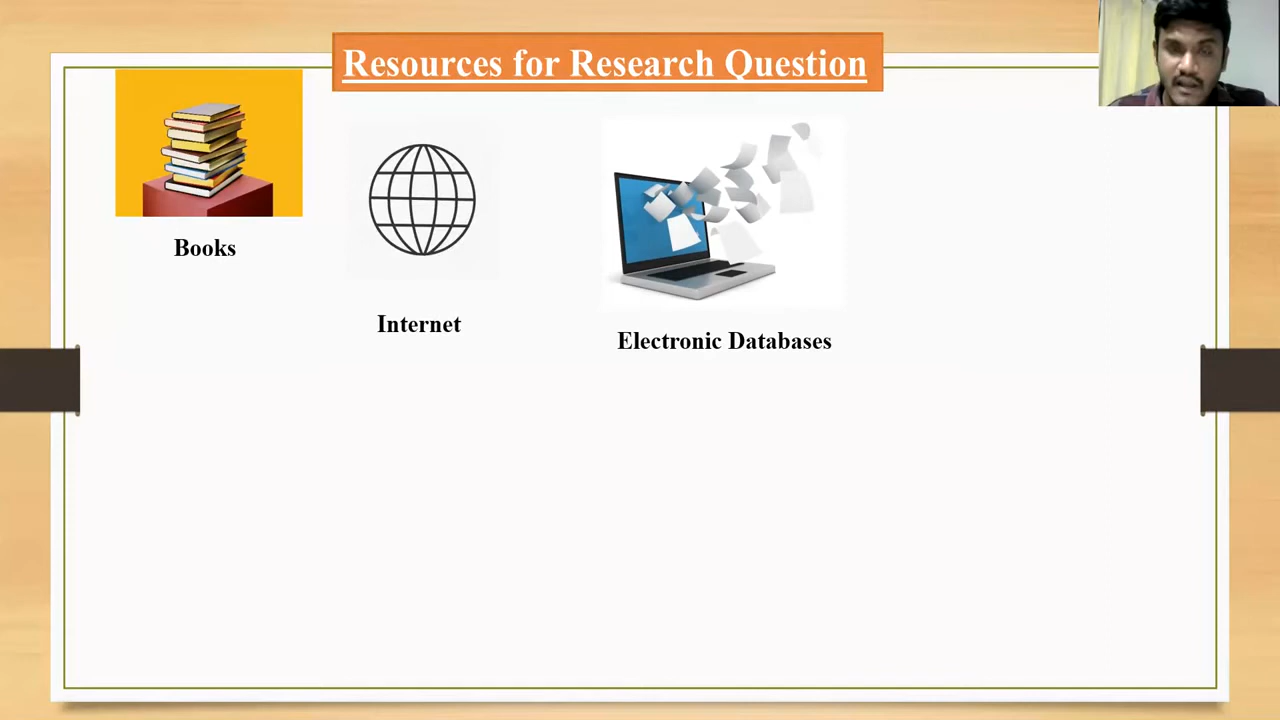 Resources for Research Question
Books
Internet
Electronic Databases